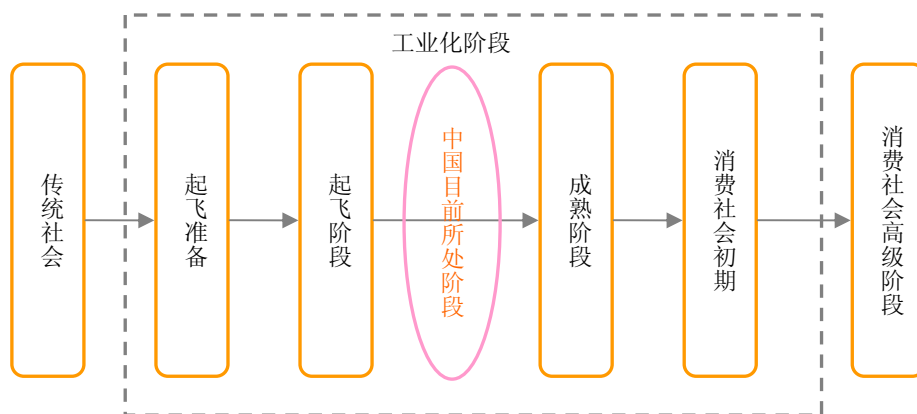 工业化阶段
传统社会
起飞准备
起飞阶段
中国目前所处阶段
成熟阶段
消费社会初期
消费社会高级阶段